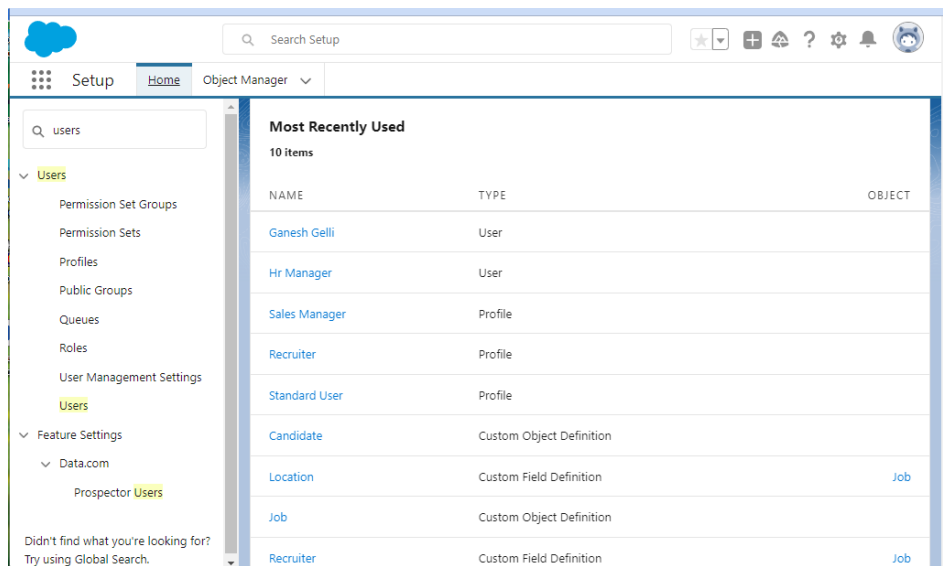 Search Setup
Setup Home Object Manager
users
Users
Permission Set Groups
Permission Sets
Profiles
Public Groups
Queues
Roles
User Management Settings
Users
Feature Settings
Data.com
Prospector Users
Didn't find what you're looking for?
Try using Global Search.
Most Recently Used
10 items
NAME TYPE OBJECT
Ganesh Gelli User
Hr Manager User
Sales Manager Profile
Recruiter Profile
Standard User Profile
Candidate Custom Object Definition
Location Custom Field Definition Job
Job Custom Object Definition
Recruiter Custom Field Definition Job